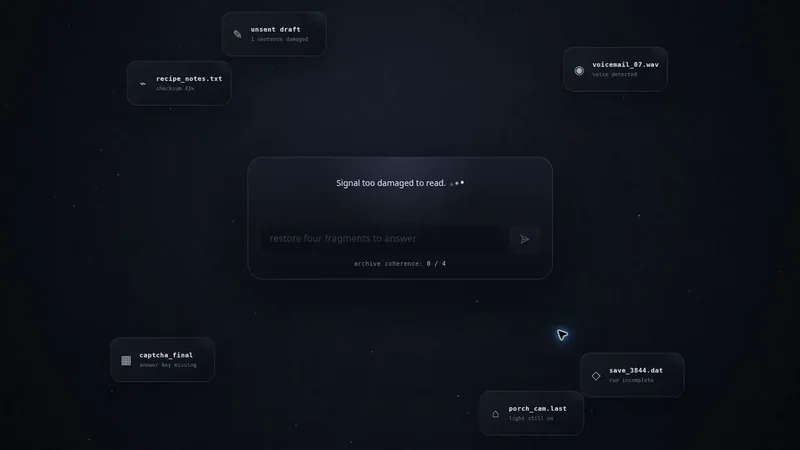 unsent draft
1 sentence damaged
recipe_notes.txt
checksum 41%
voicemail_07.wav
voice detected
Signal too damaged to read.
restore four fragments to answer
archive coherence: 0 / 4
captcha_final
answer key missing
save_3844.dat
run incomplete
porch_cam.last
light still on